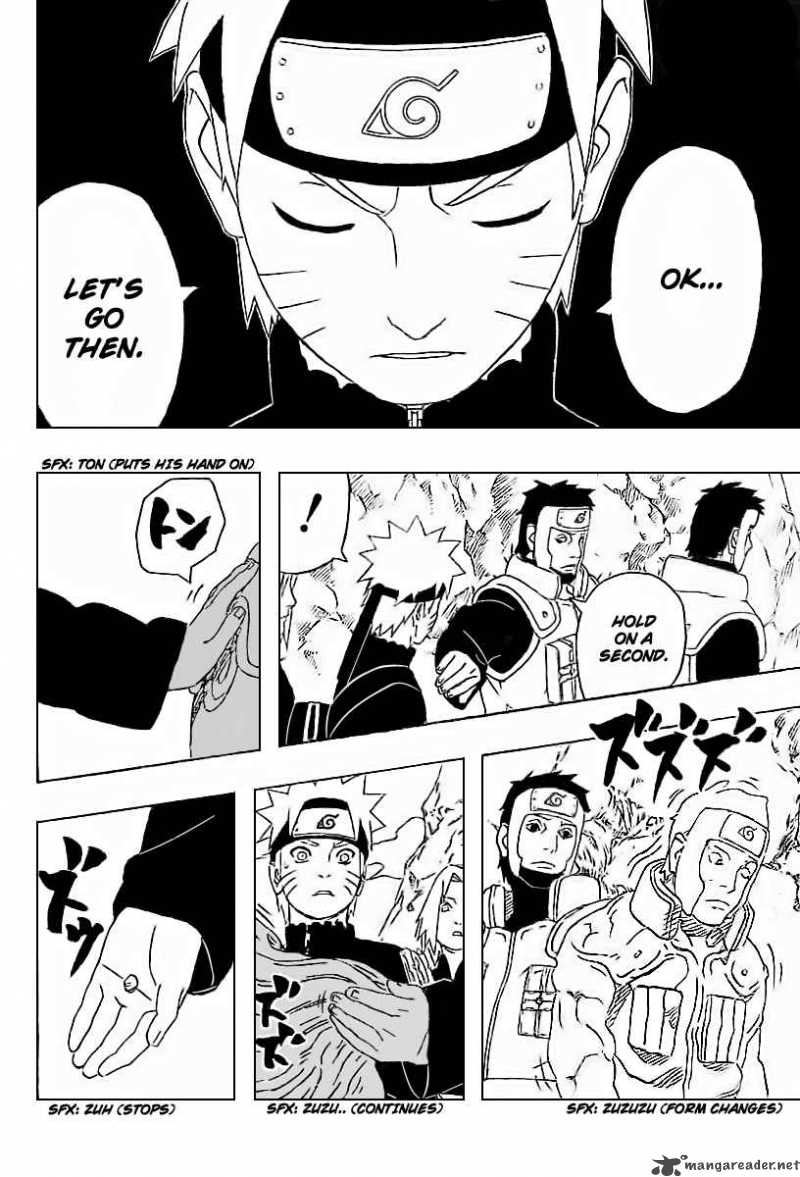 OK...
LET'S
GO
THEN.
SFX: TON (PUTS HIS HAND ON)
!
HOLD
ON A
SECOND.
トン
ズズズ
ズズ
ズッ
SFX: ZUZUZU (FORM CHANGES)
SFX: ZUZU.. (CONTINUES)
SFX: ZUH (STOPS)
mangareader.net